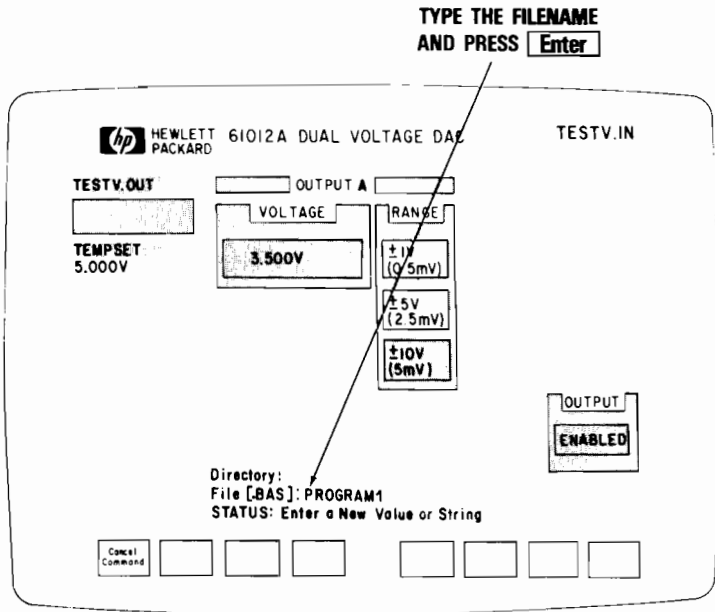 TYPE THE FILENAME
AND PRESS Enter
hp HEWLETT PACKARD 61012A DUAL VOLTAGE DAC
TESTV.IN
TESTV.OUT
OUTPUT A
VOLTAGE
RANGE
3.500V
±1V
(0.5mV)
TEMPSET
5.000V
±5V
(2.5mV)
±10V
(5mV)
OUTPUT
ENABLED
Directory:
File [.BAS]: PROGRAM1
STATUS: Enter a New Value or String
Cancel
Command